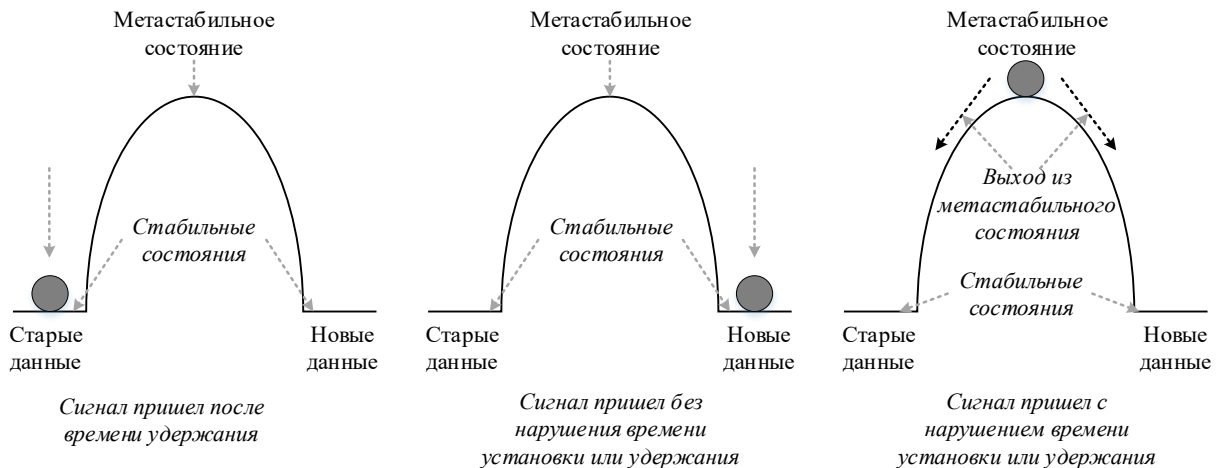 Метастабильное
состояние
Стабильные
состояния
Старые
данные
Новые
данные
Сигнал пришел после
времени удержания
Метастабильное
состояние
Стабильные
состояния
Старые
данные
Новые
данные
Сигнал пришел без
нарушения времени
установки или удержания
Метастабильное
состояние
Выход из
метастабильного
состояния
Стабильные
состояния
Старые
данные
Новые
данные
Сигнал пришел с
нарушением времени
установки или удержания